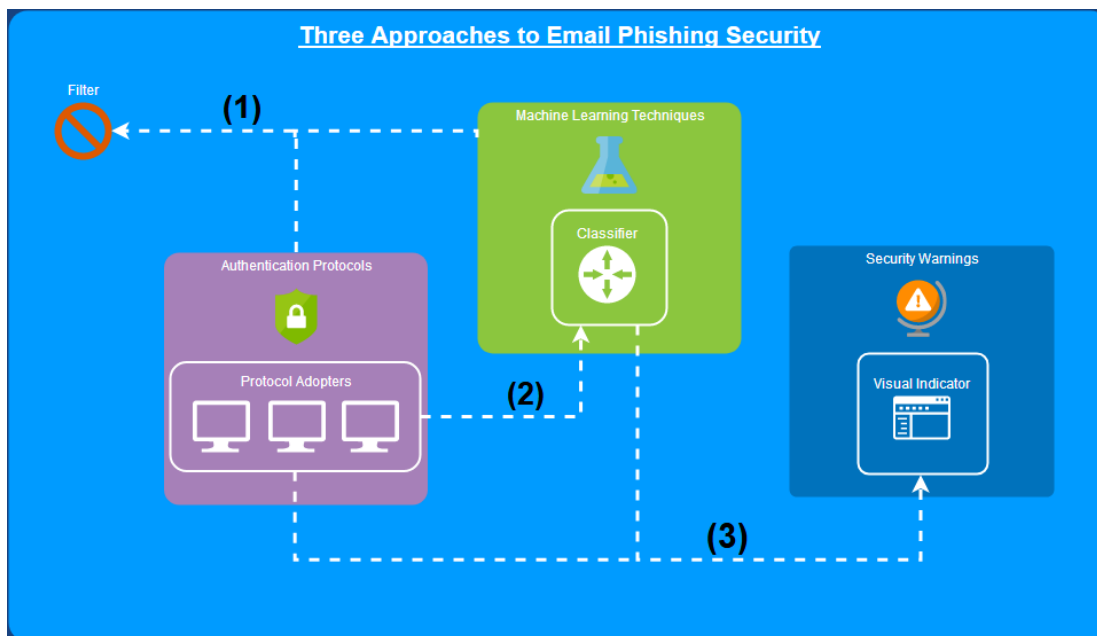 Three Approaches to Email Phishing Security
Filter
(1)
Machine Learning Techniques
Classifier
Authentication Protocols
Security Warnings
Protocol Adopters
(2)
Visual Indicator
(3)